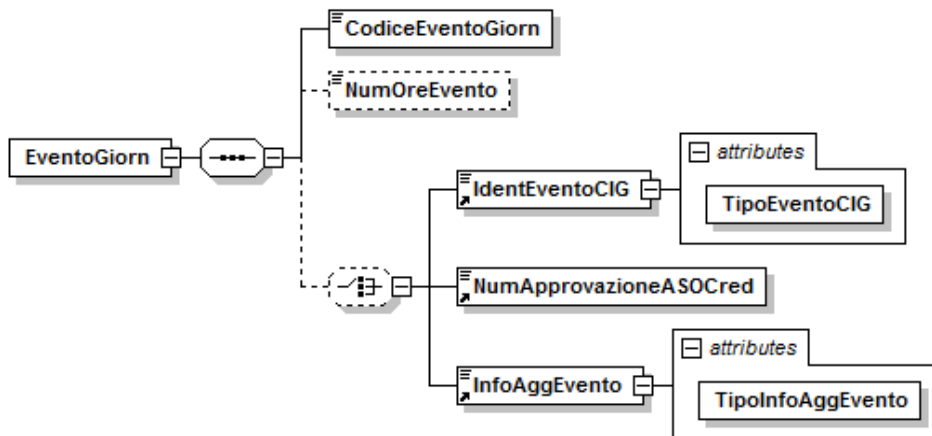 CodiceEventoGiorn
NumOreEvento
EventoGiorn
attributes
IdentEventoCIG
TipoEventoCIG
NumApprovazioneASOCred
attributes
InfoAggEvento
TipoInfoAggEvento